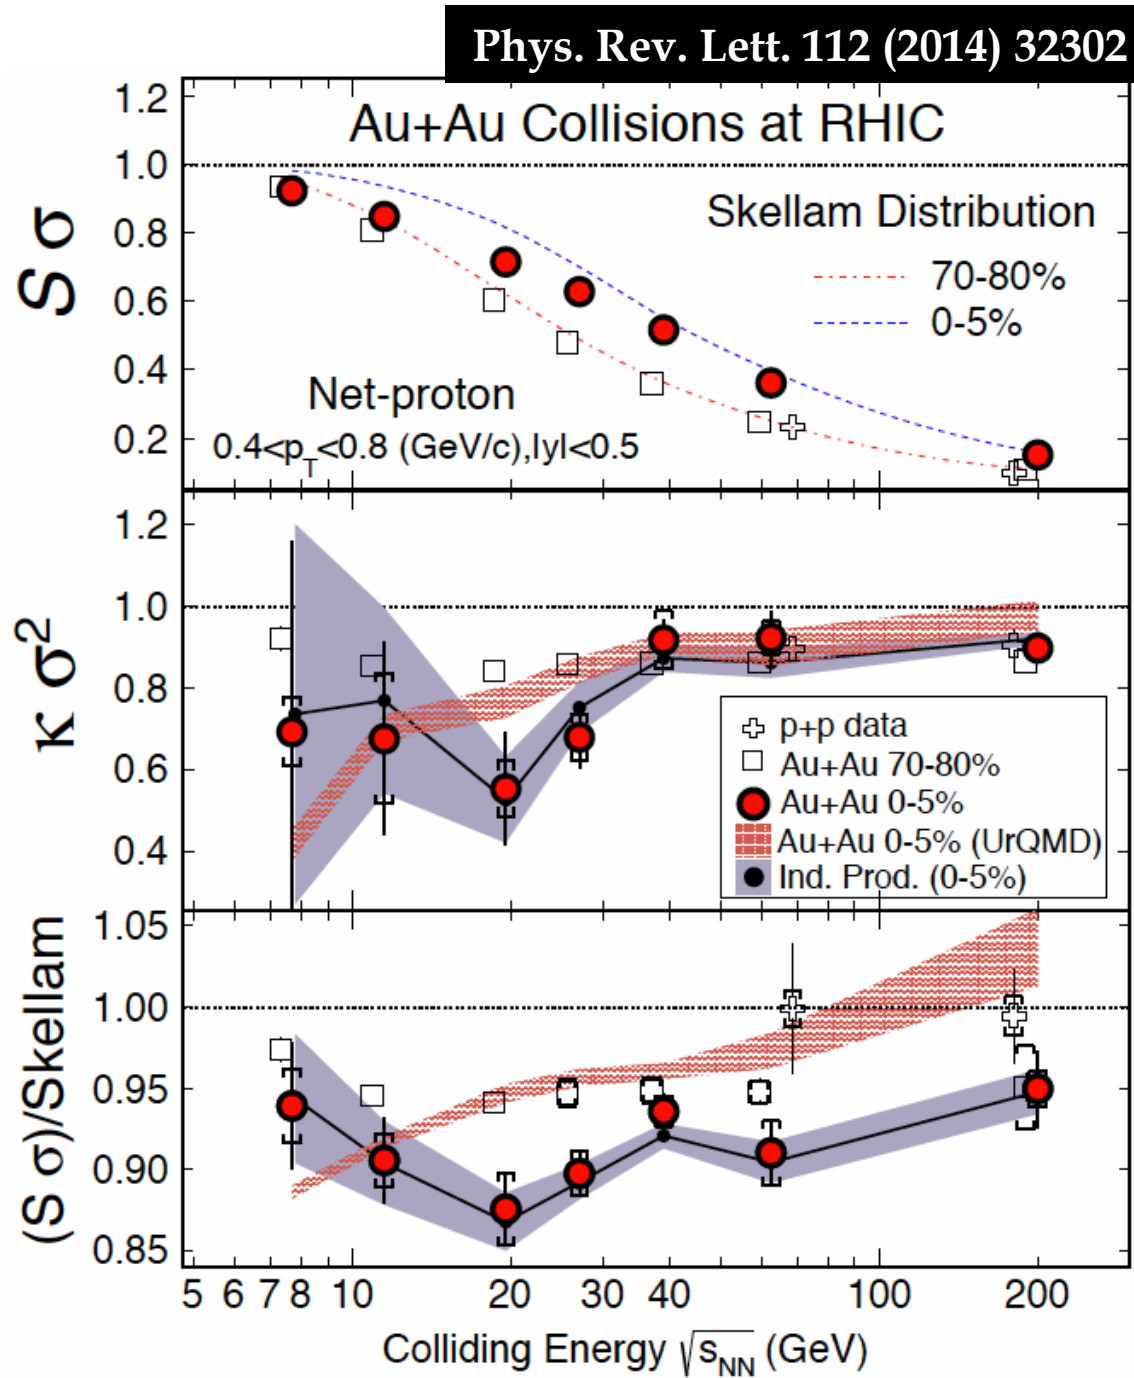 Phys. Rev. Lett. 112 (2014) 32302
Au+Au Collisions at RHIC
Skellam Distribution
70-80%
0-5%
Net-proton
0.4<p_T<0.8 (GeV/c),|y|<0.5
S σ
1.2
1.0
0.8
0.6
0.4
0.2
κ σ²
1.2
1.0
0.8
0.6
0.4
p+p data
Au+Au 70-80%
Au+Au 0-5%
Au+Au 0-5% (UrQMD)
Ind. Prod. (0-5%)
(S σ)/Skellam
1.05
1.00
0.95
0.90
0.85
5 6 7 8 10 20 30 40 100 200
Colliding Energy √s_NN (GeV)